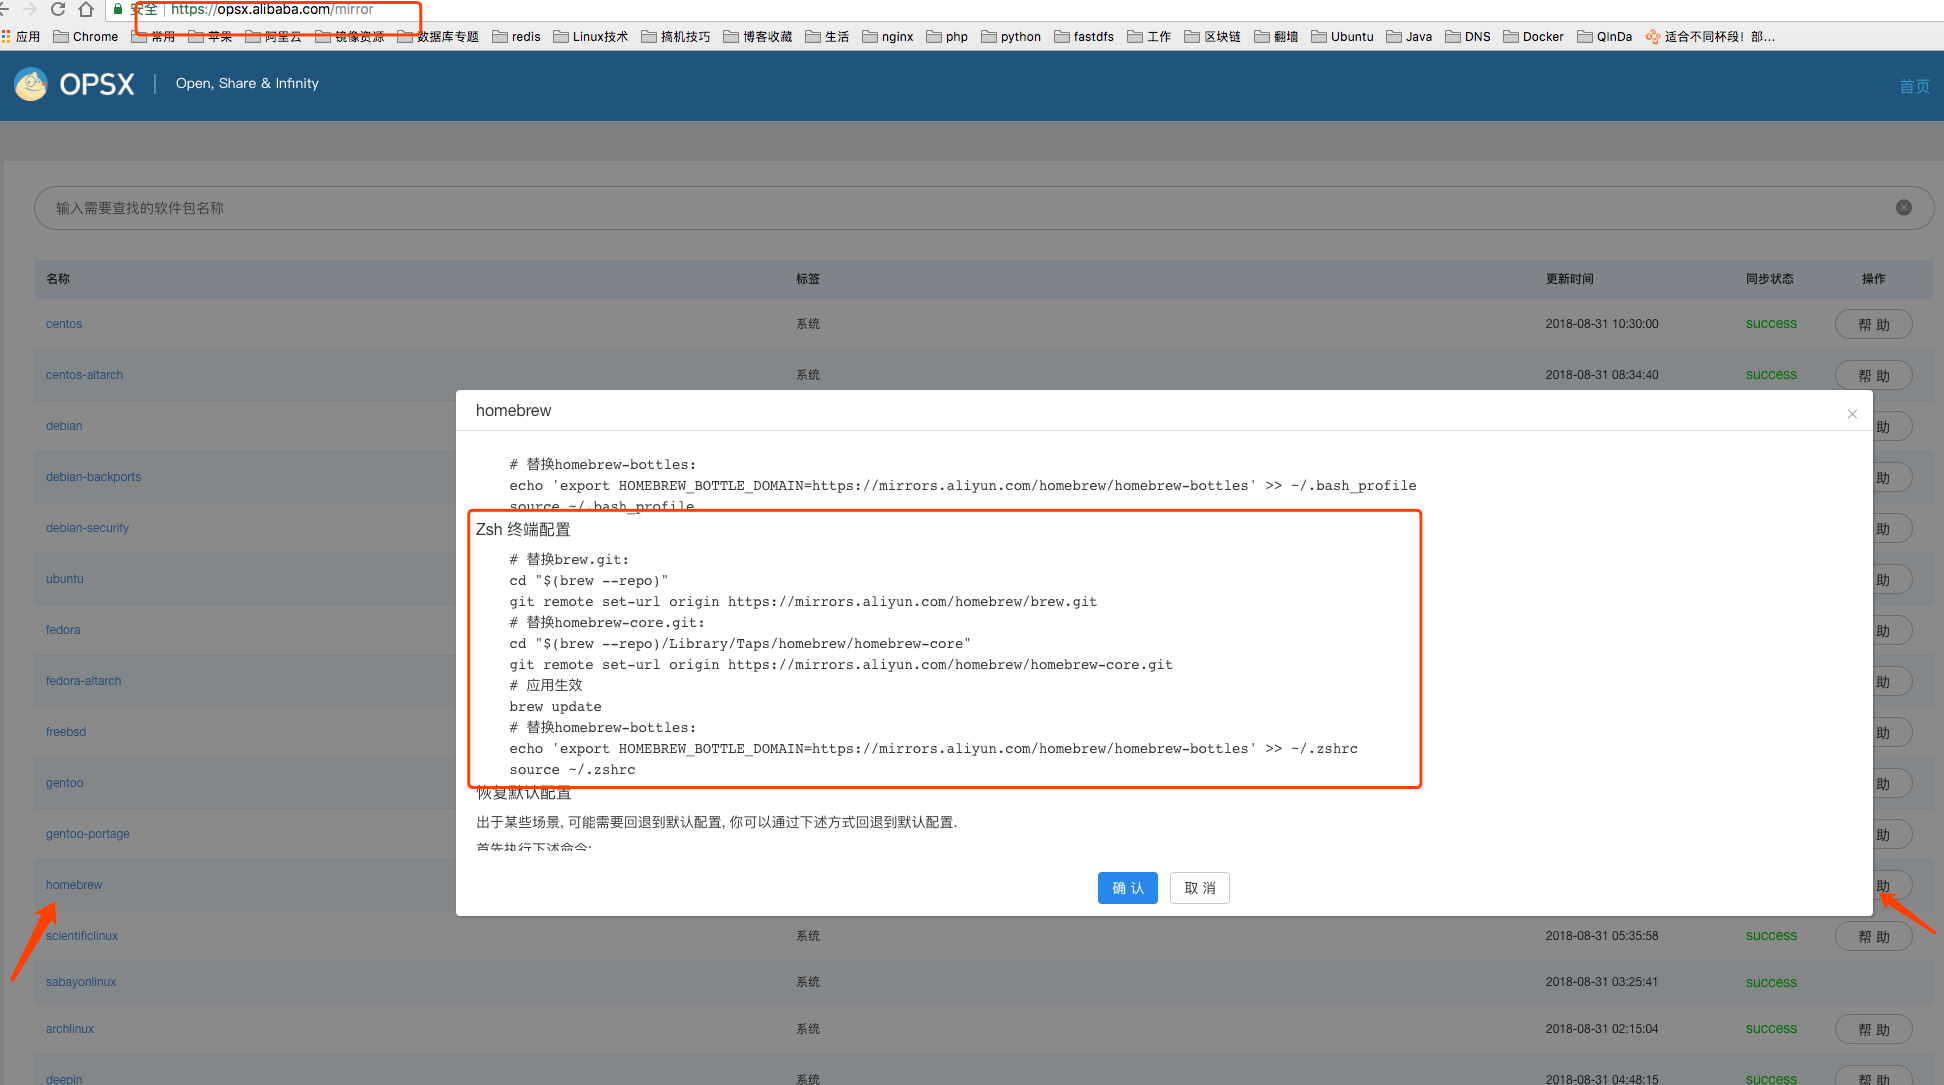 安全 https://opsx.alibaba.com/mirror
应用 Chrome 常用 苹果 阿里云 镜像资源 数据库专题 redis Linux技术 搞机技巧 博客收藏 生活 nginx php python fastdfs 工作 区块链 翻墙 Ubuntu Java DNS Docker QInDa 适合不同杯段！部...
OPSX Open, Share & Infinity 首页
输入需要查找的软件包名称
名称 标签 更新时间 同步状态 操作
centos 系统 2018-08-31 10:30:00 success 帮 助
centos-altarch 系统 2018-08-31 08:34:40 success 帮 助
debian 助
debian-backports 助
debian-security 助
ubuntu 助
fedora 助
fedora-altarch 助
freebsd 助
gentoo 助
gentoo-portage 助
homebrew 助
scientificlinux 系统 2018-08-31 05:35:58 success 帮 助
sabayonlinux 系统 2018-08-31 03:25:41 success
archlinux 系统 2018-08-31 02:15:04 success 帮 助
deepin 系统 2018-08-31 04:48:15 success 帮 助
homebrew
# 替换homebrew-bottles:
echo 'export HOMEBREW_BOTTLE_DOMAIN=https://mirrors.aliyun.com/homebrew/homebrew-bottles' >> ~/.bash_profile
source ~/.bash_profile
Zsh 终端配置
# 替换brew.git:
cd "$(brew --repo)"
git remote set-url origin https://mirrors.aliyun.com/homebrew/brew.git
# 替换homebrew-core.git:
cd "$(brew --repo)/Library/Taps/homebrew/homebrew-core"
git remote set-url origin https://mirrors.aliyun.com/homebrew/homebrew-core.git
# 应用生效
brew update
# 替换homebrew-bottles:
echo 'export HOMEBREW_BOTTLE_DOMAIN=https://mirrors.aliyun.com/homebrew/homebrew-bottles' >> ~/.zshrc
source ~/.zshrc
恢复默认配置
出于某些场景, 可能需要回退到默认配置, 你可以通过下述方式回退到默认配置.
首先执行下述命令:
确 认 取 消